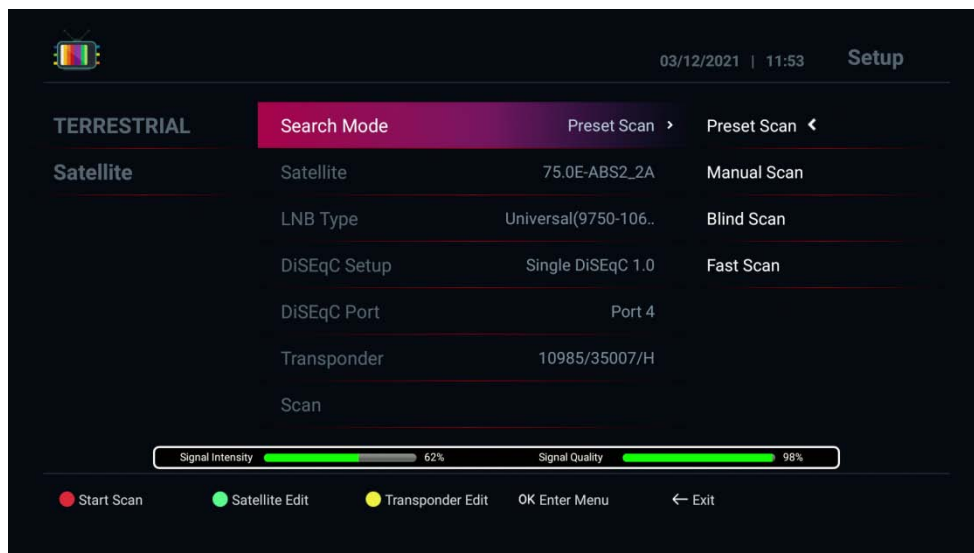 03/12/2021 | 11:53 Setup
TERRESTRIAL
Satellite
Search Mode Preset Scan >
Satellite 75.0E-ABS2_2A
LNB Type Universal(9750-106..
DiSEqC Setup Single DiSEqC 1.0
DiSEqC Port Port 4
Transponder 10985/35007/H
Scan
Preset Scan
Manual Scan
Blind Scan
Fast Scan
Signal Intensity 62% Signal Quality 98%
Start Scan Satellite Edit Transponder Edit OK Enter Menu ← Exit